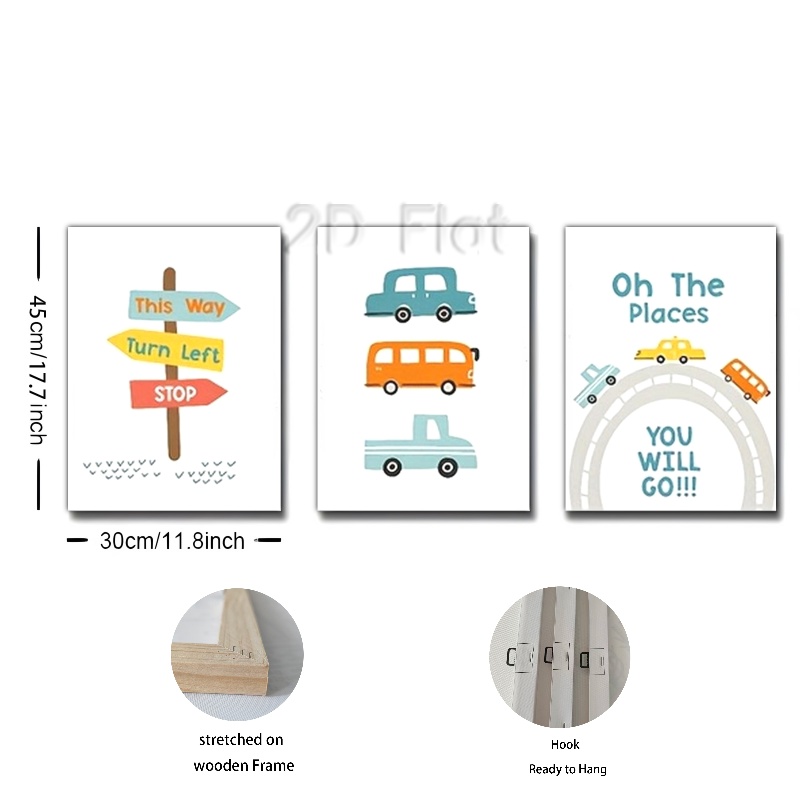 2D Flat
This Way
Turn Left
STOP
Oh The
Places
YOU
WILL
GO!!!
45cm/17.7inch
30cm/11.8inch
stretched on
wooden Frame
Hook
Ready to Hang